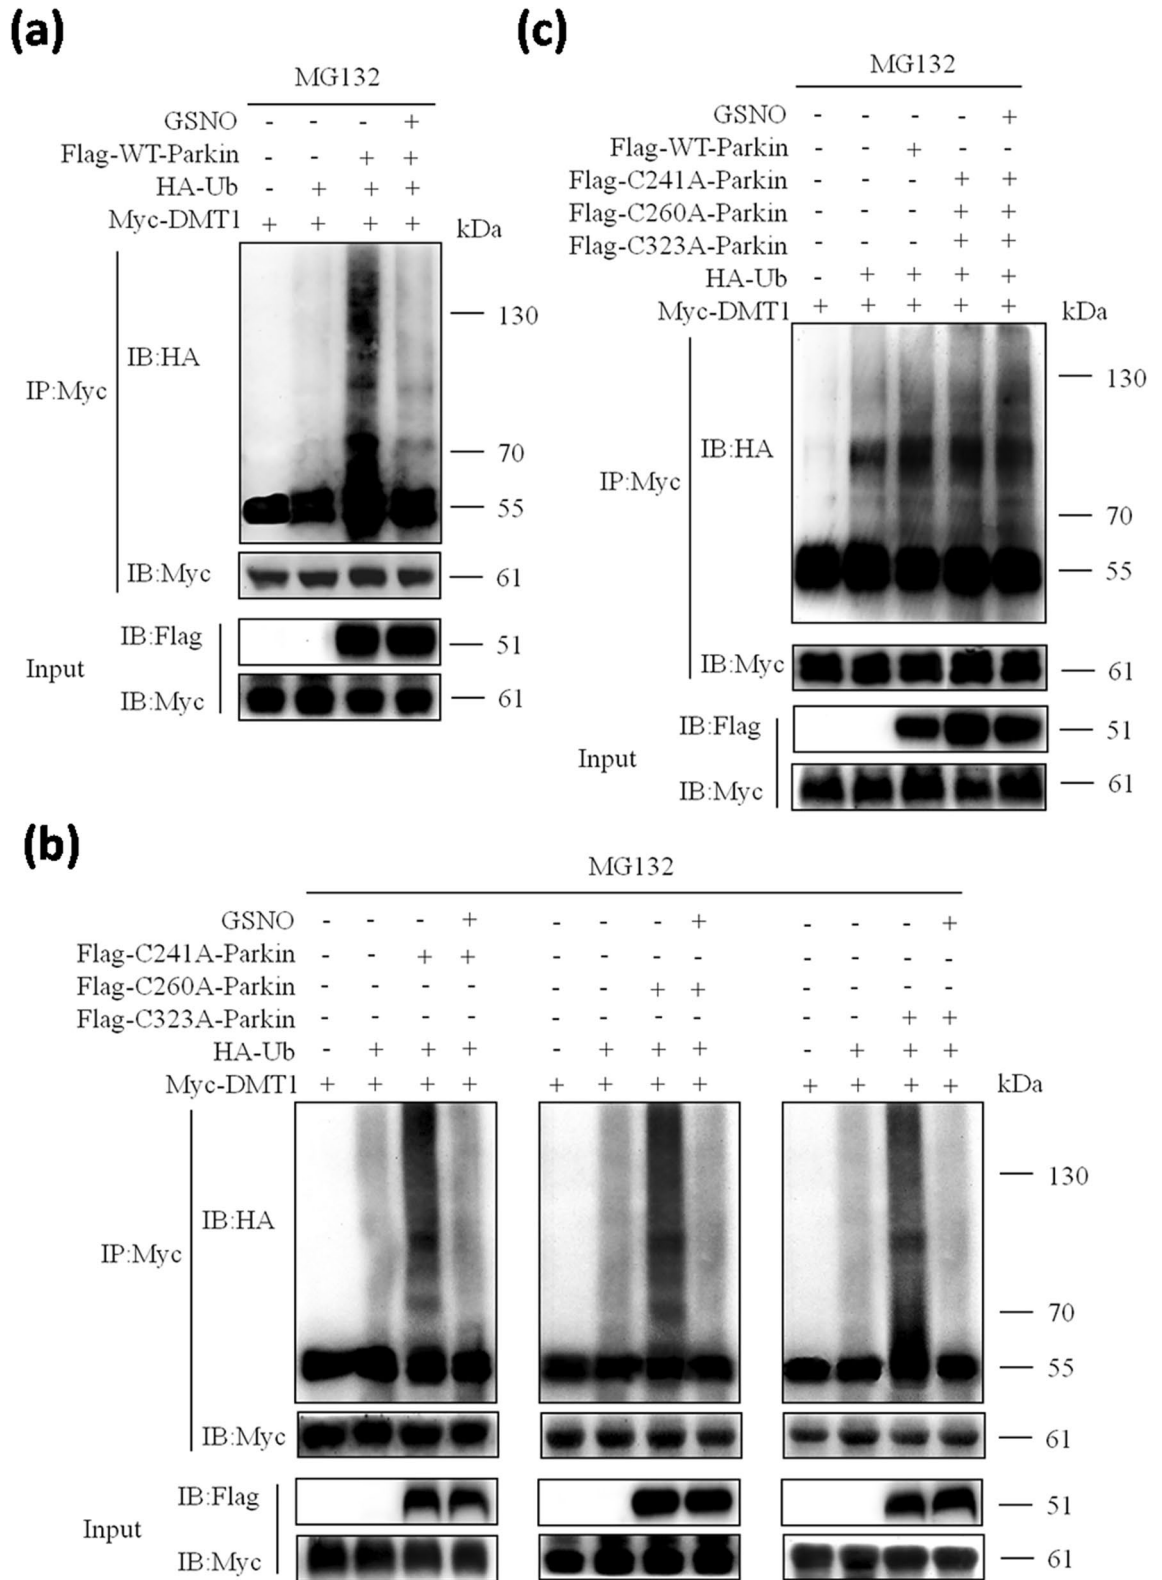 (a)
MG132
GSNO - - - +
Flag-WT-Parkin - - + +
HA-Ub - + + +
Myc-DMT1 + + + +
kDa
130
IB:HA
IP:Myc
70
55
IB:Myc
61
IB:Flag
51
Input
IB:Myc
61
(c)
MG132
GSNO - - - - +
Flag-WT-Parkin - - + - -
Flag-C241A-Parkin - - - + +
Flag-C260A-Parkin - - - + +
Flag-C323A-Parkin - - - + +
HA-Ub - + + + +
Myc-DMT1 + + + + +
kDa
130
IB:HA
IP:Myc
70
55
IB:Myc
61
IB:Flag
51
Input
IB:Myc
61
(b)
MG132
GSNO - - - + - - - + - - - +
Flag-C241A-Parkin - - + + - - - - - - - -
Flag-C260A-Parkin - - - - - - + + - - - -
Flag-C323A-Parkin - - - - - - - - - - + +
HA-Ub - + + + - + + + - + + +
Myc-DMT1 + + + + + + + + + + + +
kDa
130
IB:HA
IP:Myc
70
55
IB:Myc
61
IB:Flag
51
Input
IB:Myc
61